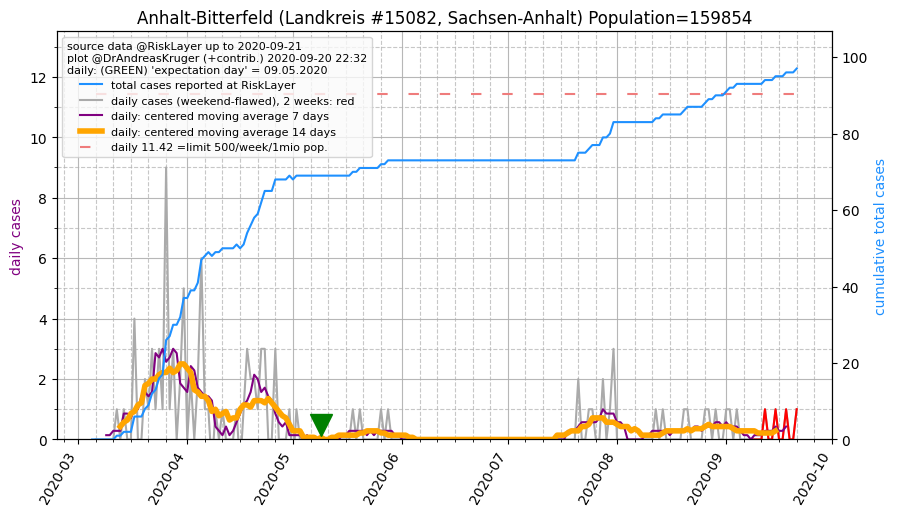 Anhalt-Bitterfeld (Landkreis #15082, Sachsen-Anhalt) Population=159854
source data @RiskLayer up to 2020-09-21
plot @DrAndreasKruger (+contrib.) 2020-09-20 22:32
daily: (GREEN) 'expectation day' = 09.05.2020
total cases reported at RiskLayer
daily cases (weekend-flawed), 2 weeks: red
daily: centered moving average 7 days
daily: centered moving average 14 days
daily 11.42 =limit 500/week/1mio pop.
daily cases
12
10
8
6
4
2
0
100
80
60
40
20
0
cumulative total cases
2020-03
2020-04
2020-05
2020-06
2020-07
2020-08
2020-09
2020-10